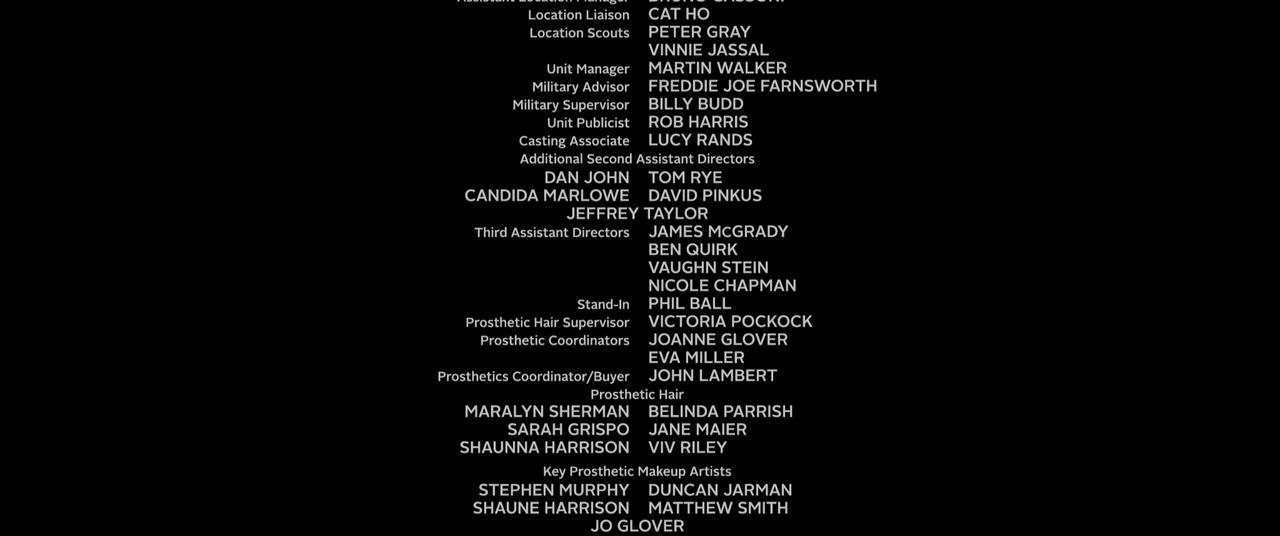 Location Liaison CAT HO
Location Scouts PETER GRAY
VINNIE JASSAL
Unit Manager MARTIN WALKER
Military Advisor FREDDIE JOE FARNSWORTH
Military Supervisor BILLY BUDD
Unit Publicist ROB HARRIS
Casting Associate LUCY RANDS
Additional Second Assistant Directors
DAN JOHN TOM RYE
CANDIDA MARLOWE DAVID PINKUS
JEFFREY TAYLOR
Third Assistant Directors JAMES McGRADY
BEN QUIRK
VAUGHN STEIN
NICOLE CHAPMAN
Stand-In PHIL BALL
Prosthetic Hair Supervisor VICTORIA POCKOCK
Prosthetic Coordinators JOANNE GLOVER
EVA MILLER
Prosthetics Coordinator/Buyer JOHN LAMBERT
Prosthetic Hair
MARALYN SHERMAN BELINDA PARRISH
SARAH GRISPO JANE MAIER
SHAUNNA HARRISON VIV RILEY
Key Prosthetic Makeup Artists
STEPHEN MURPHY DUNCAN JARMAN
SHAUNE HARRISON MATTHEW SMITH
JO GLOVER